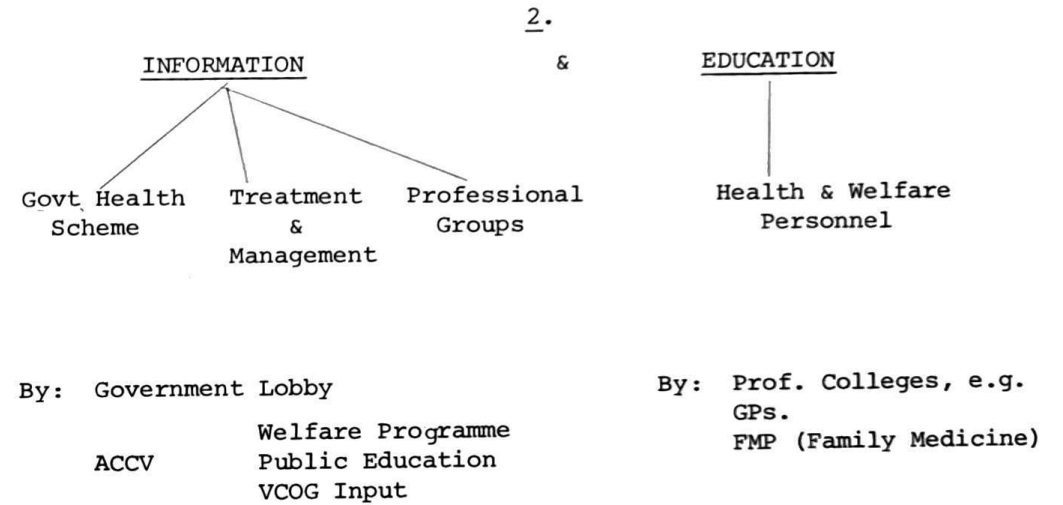 2.
INFORMATION & EDUCATION
Govt Health Scheme
Treatment & Management
Professional Groups
Health & Welfare Personnel
By: Government Lobby
ACCV
Welfare Programme
Public Education
VCOG Input
By: Prof. Colleges, e.g.
GPs.
FMP (Family Medicine)